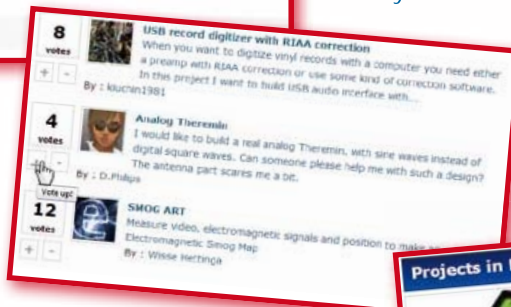 8
votes
+ -
USB record digitizer with RIAA correction
When you want to digitize vinyl records with a computer you need either
a preamp with RIAA correction or use some kind of correction software.
In this project I want to build USB audio interface with...
By : kluchin1981
4
votes
-
Vote up!
Analog Theremin
I would like to build a real analog Theremin, with sine waves instead of
digital square waves. Can someone please help me with such a design?
The antenna part scares me a bit.
By : D.Philips
12
votes
+ -
SMOG ART
Measure video, electromagnetic signals and position to make
Electromagnetic Smog Map
By : Wisse Hettinga
Projects in